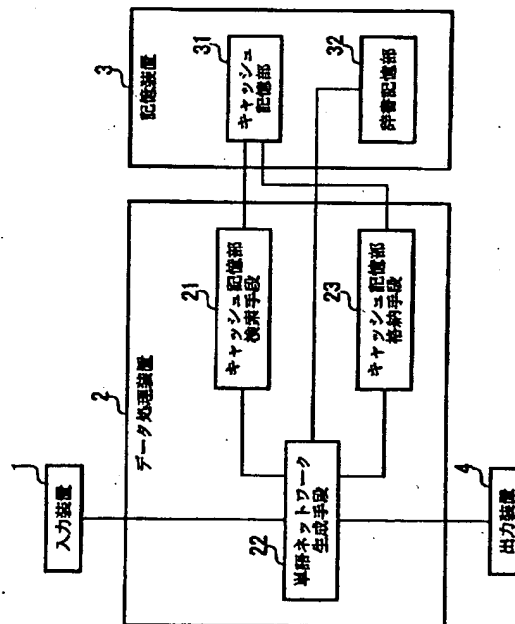 1
入力装置
2
データ処理装置
22
単語ネットワーク
生成手段
21
キャッシュ記憶部
検索手段
23
キャッシュ記憶部
格納手段
3
記憶装置
31
キャッシュ
記憶部
32
辞書記憶部
4
出力装置